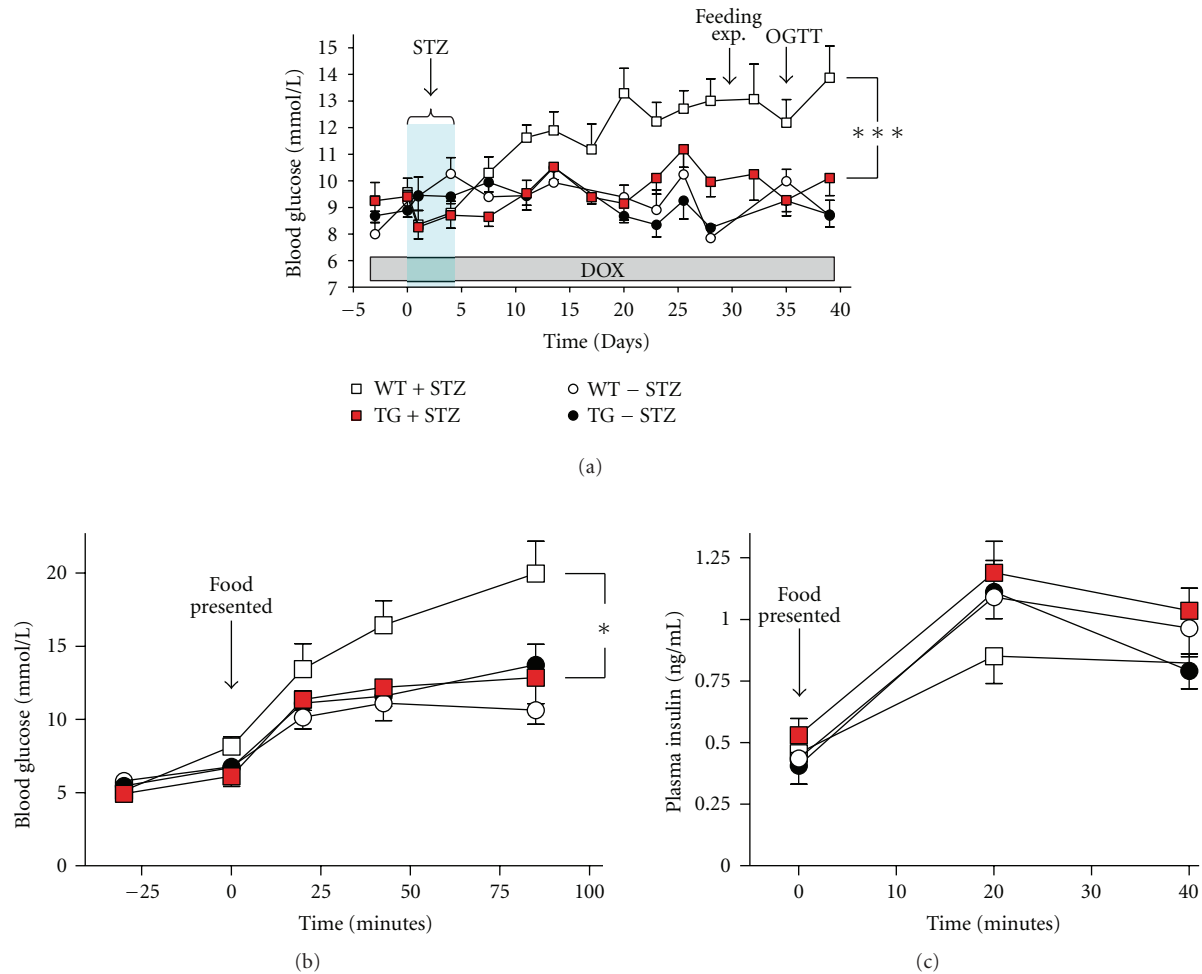 Feeding
exp.
OGTT
STZ
15
14
13
12
11
10
9
8
6
7
Blood glucose (mmol/L)
***
DOX
−5 0 5 10 15 20 25 30 35 40
Time (Days)
WT + STZ WT − STZ
TG + STZ TG − STZ
(a)
20
15
10
5
0
Blood glucose (mmol/L)
Food
presented
*
−25 0 25 50 75 100
Time (minutes)
(b)
1.25
1
0.75
0.5
0.25
0
Plasma insulin (ng/mL)
Food
presented
0 10 20 30 40
Time (minutes)
(c)